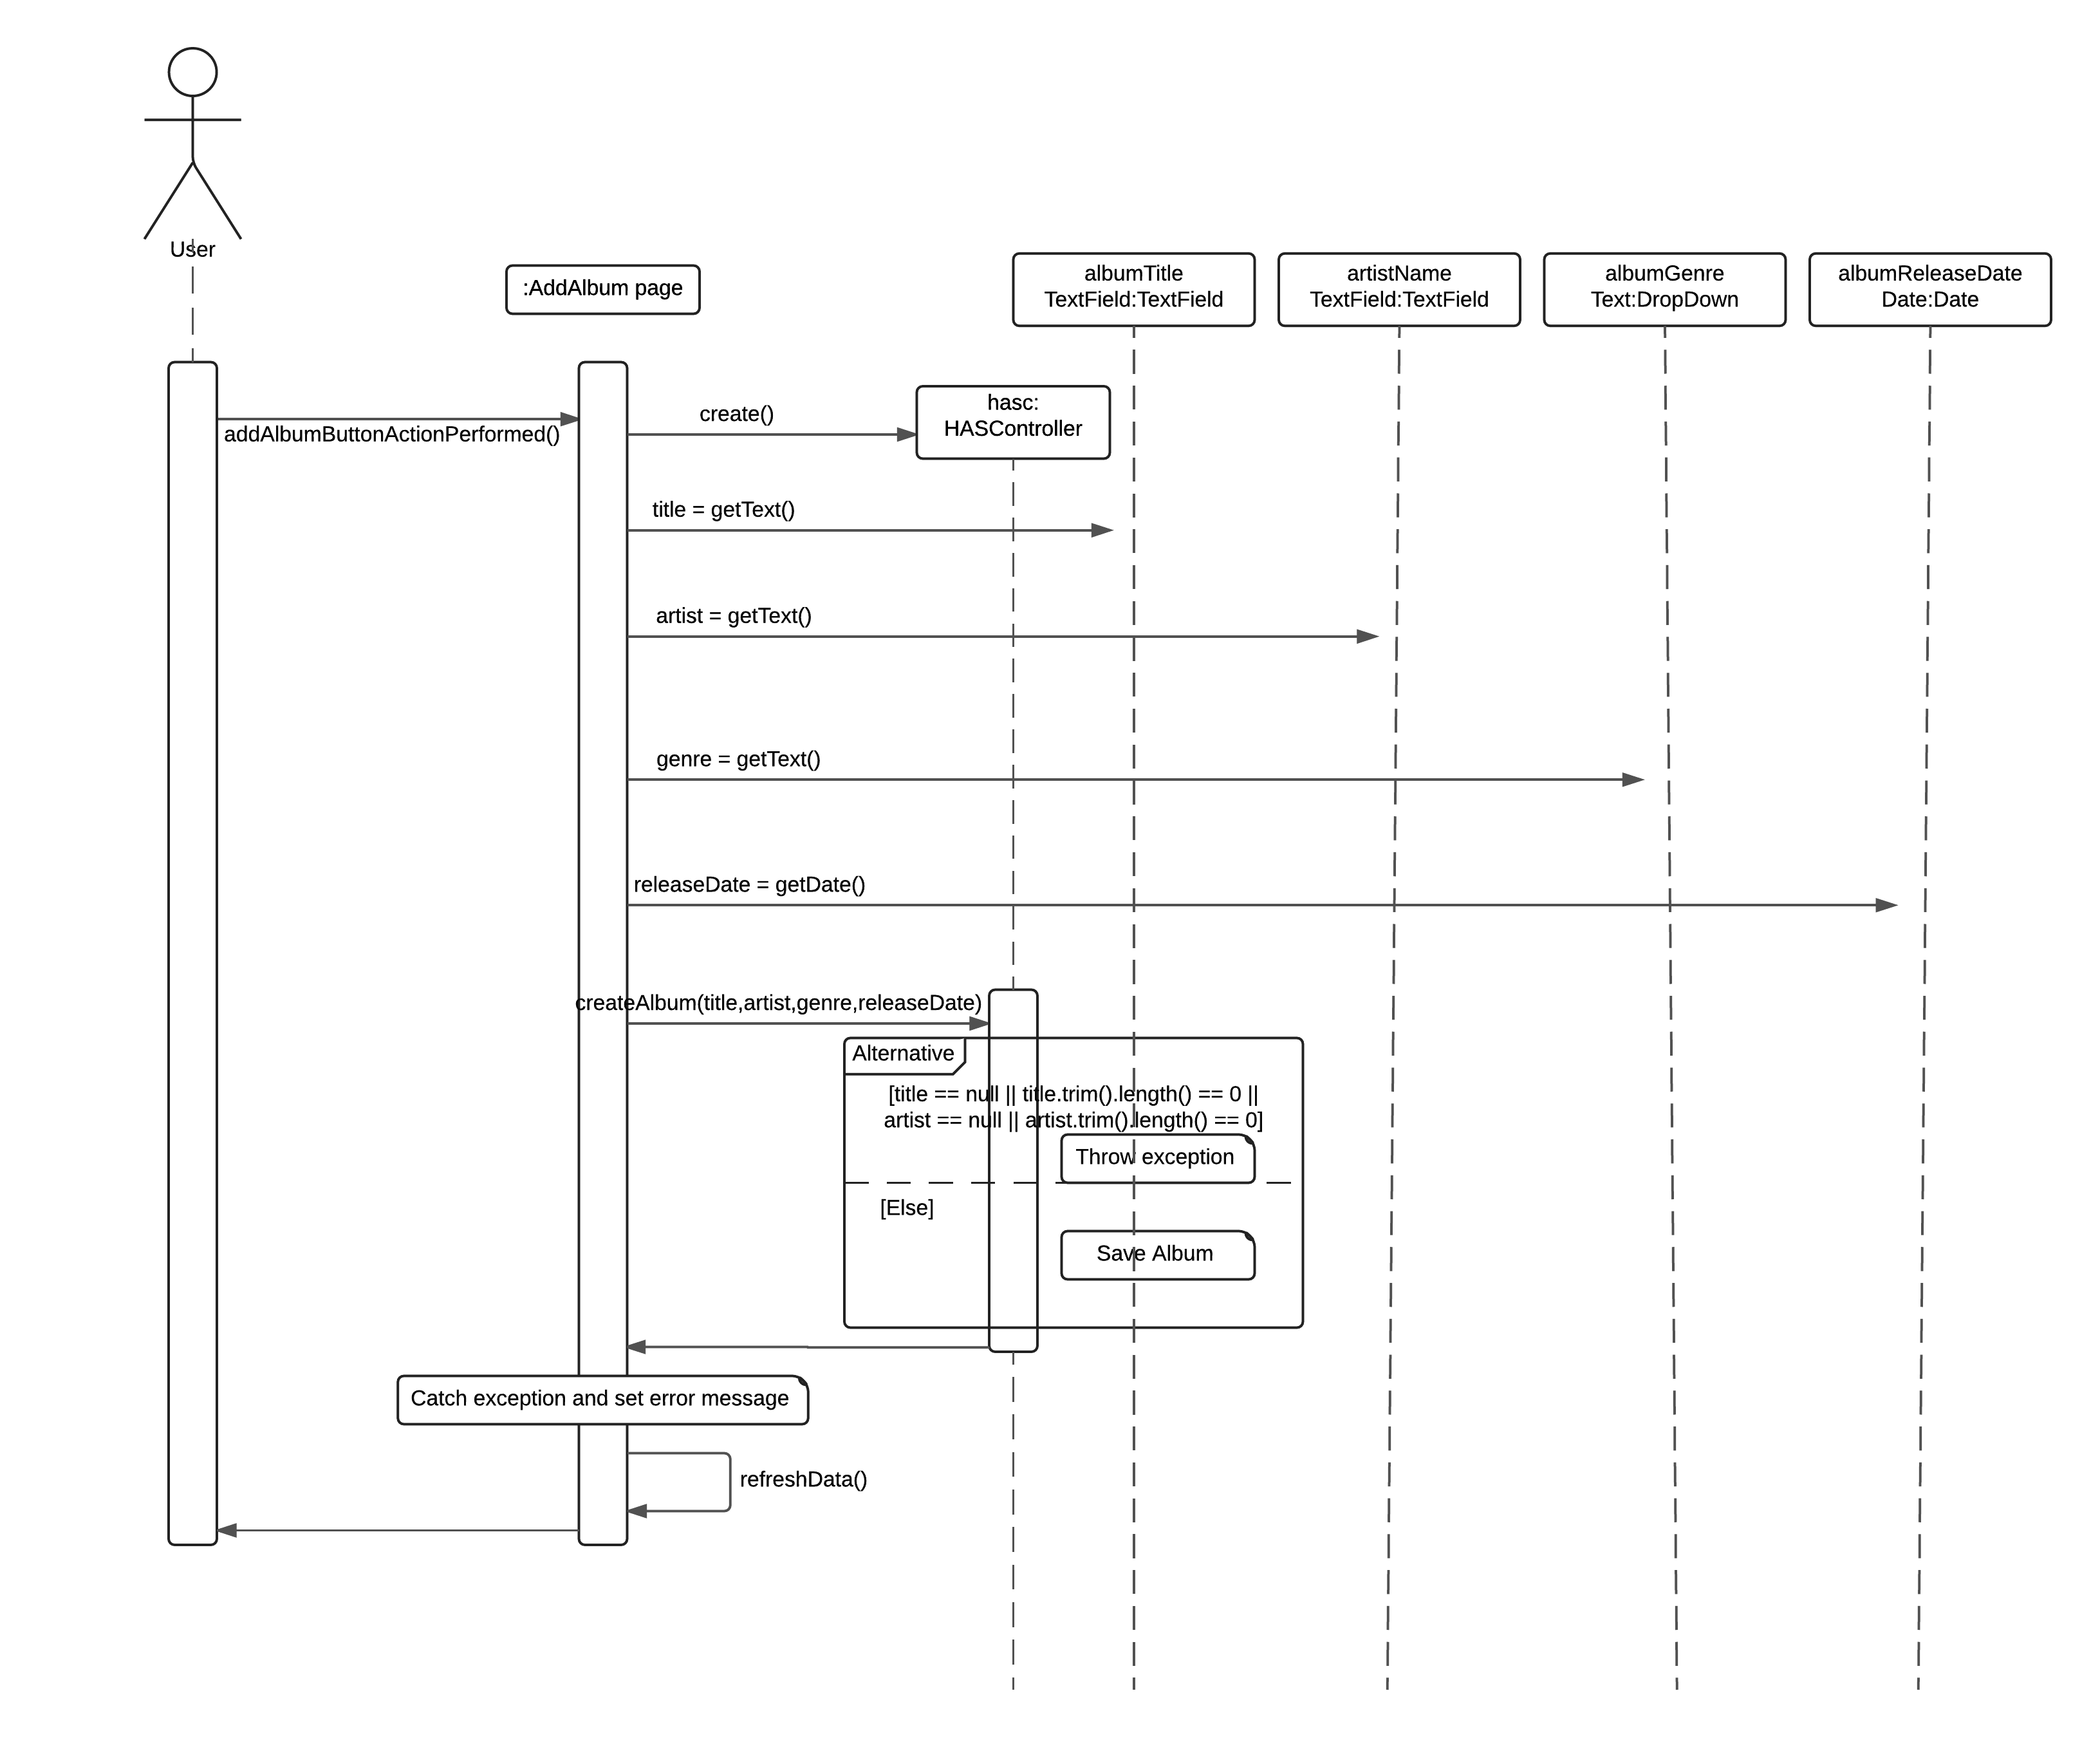 User
:AddAlbum page
albumTitle
TextField:TextField
artistName
TextField:TextField
albumGenre
Text:DropDown
albumReleaseDate
Date:Date
addAlbumButtonActionPerformed()
create()
hasc:
HASController
title = getText()
artist = getText()
genre = getText()
releaseDate = getDate()
createAlbum(title,artist,genre,releaseDate)
Alternative
[title == null || title.trim().length() == 0 ||
artist == null || artist.trim().length() == 0]
Throw exception
[Else]
Save Album
Catch exception and set error message
refreshData()